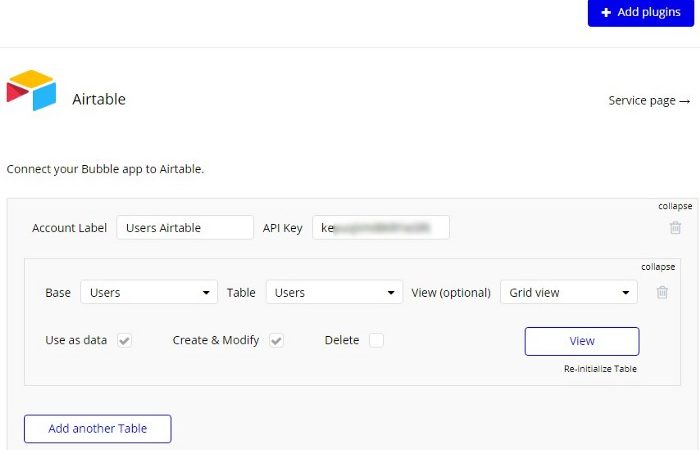 + Add plugins
Airtable
Service page →
Connect your Bubble app to Airtable.
collapse
Account Label Users Airtable API Key
collapse
Base Users Table Users View (optional) Grid view
Use as data Create & Modify Delete View
Re-initialize Table
Add another Table